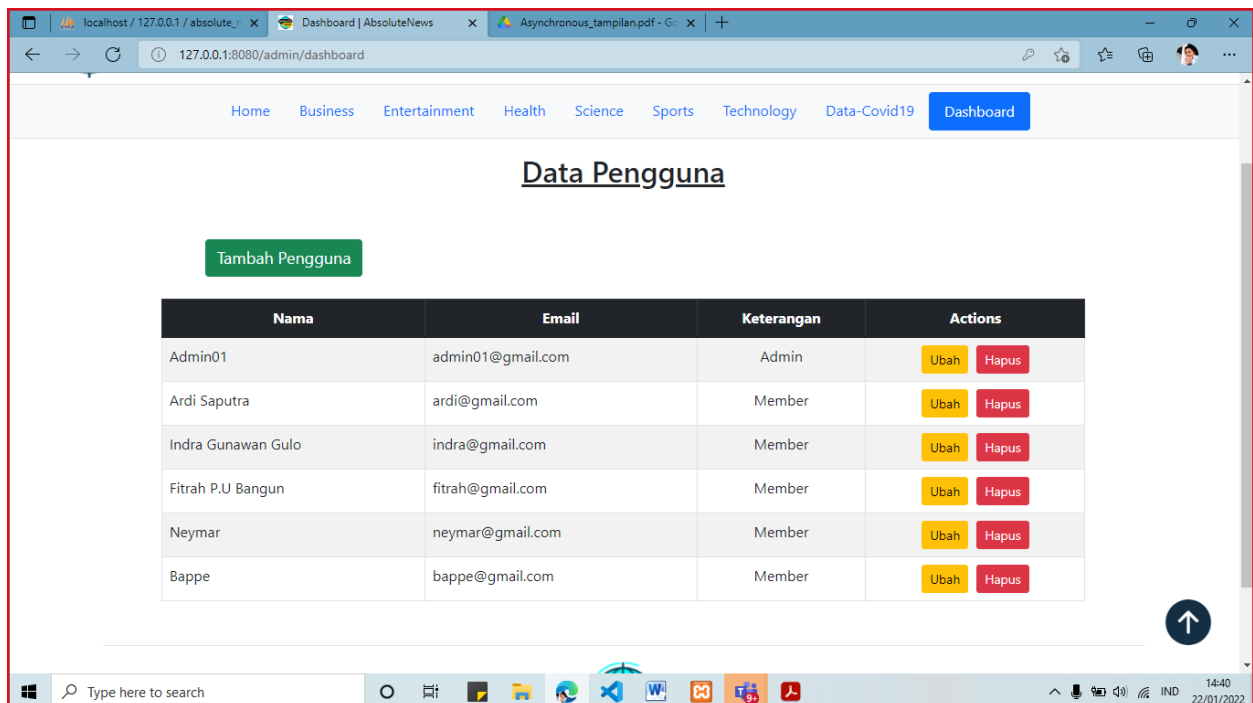 localhost / 127.0.0.1 / absolute_n
Dashboard | AbsoluteNews
Asynchronous_tampilan.pdf - Go
127.0.0.1:8080/admin/dashboard
Home Business Entertainment Health Science Sports Technology Data-Covid19 Dashboard
Data Pengguna
Tambah Pengguna
Nama Email Keterangan Actions
Admin01 admin01@gmail.com Admin Ubah Hapus
Ardi Saputra ardi@gmail.com Member Ubah Hapus
Indra Gunawan Gulo indra@gmail.com Member Ubah Hapus
Fitrah P.U Bangun fitrah@gmail.com Member Ubah Hapus
Neymar neymar@gmail.com Member Ubah Hapus
Bappe bappe@gmail.com Member Ubah Hapus
Type here to search 9+ IND 14:40
22/01/2022